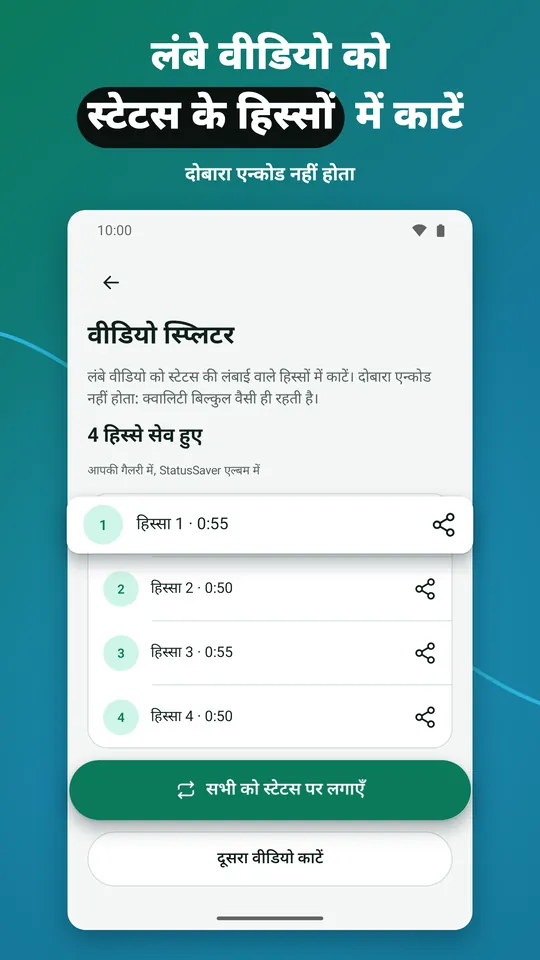 लंबे वीडियो को
स्टेटस के हिस्सों में काटें
दोबारा एन्कोड नहीं होता
10:00
वीडियो स्प्लिटर
लंबे वीडियो को स्टेटस की लंबाई वाले हिस्सों में काटें। दोबारा एन्कोड
नहीं होता: क्वालिटी बिल्कुल वैसी ही रहती है।
4 हिस्से सेव हुए
आपकी गैलरी में, StatusSaver एल्बम में
1 हिस्सा 1 · 0:55
2 हिस्सा 2 · 0:50
3 हिस्सा 3 · 0:55
4 हिस्सा 4 · 0:50
सभी को स्टेटस पर लगाएँ
दूसरा वीडियो काटें